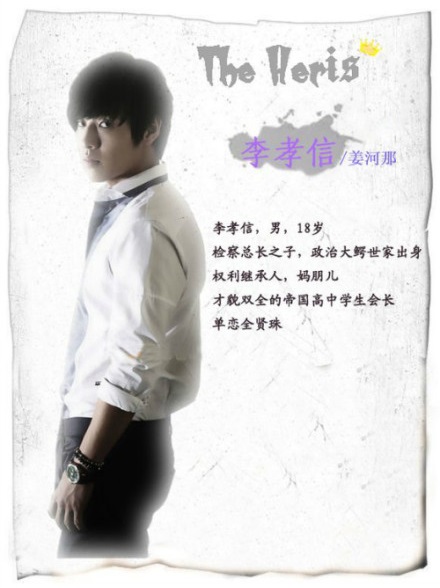 The Heris
李孝信/姜河那
李孝信，男，18岁
检察总长之子，政治大鳄世家出身
权利继承人，妈朋儿
才貌双全的帝国高中学生会长
单恋全贤珠